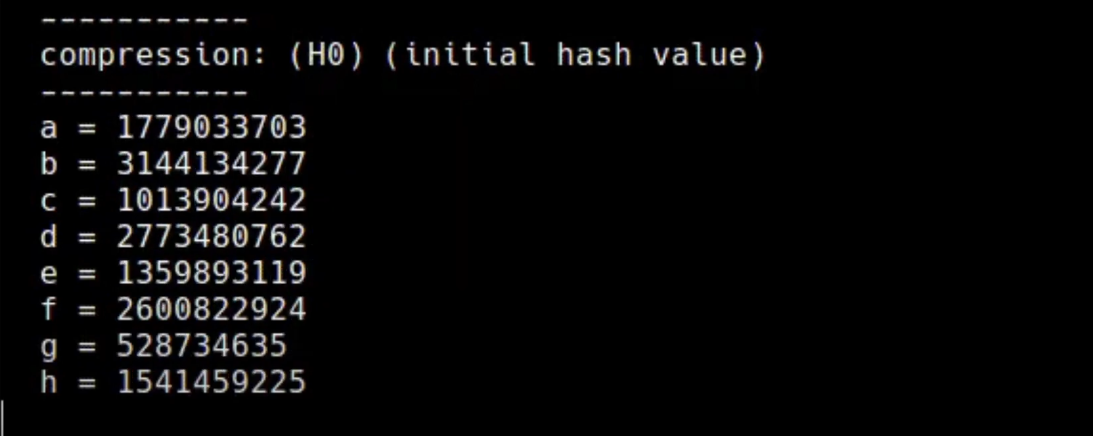 -----------
compression: (H0) (initial hash value)
-----------
a = 1779033703
b = 3144134277
c = 1013904242
d = 2773480762
e = 1359893119
f = 2600822924
g = 528734635
h = 1541459225